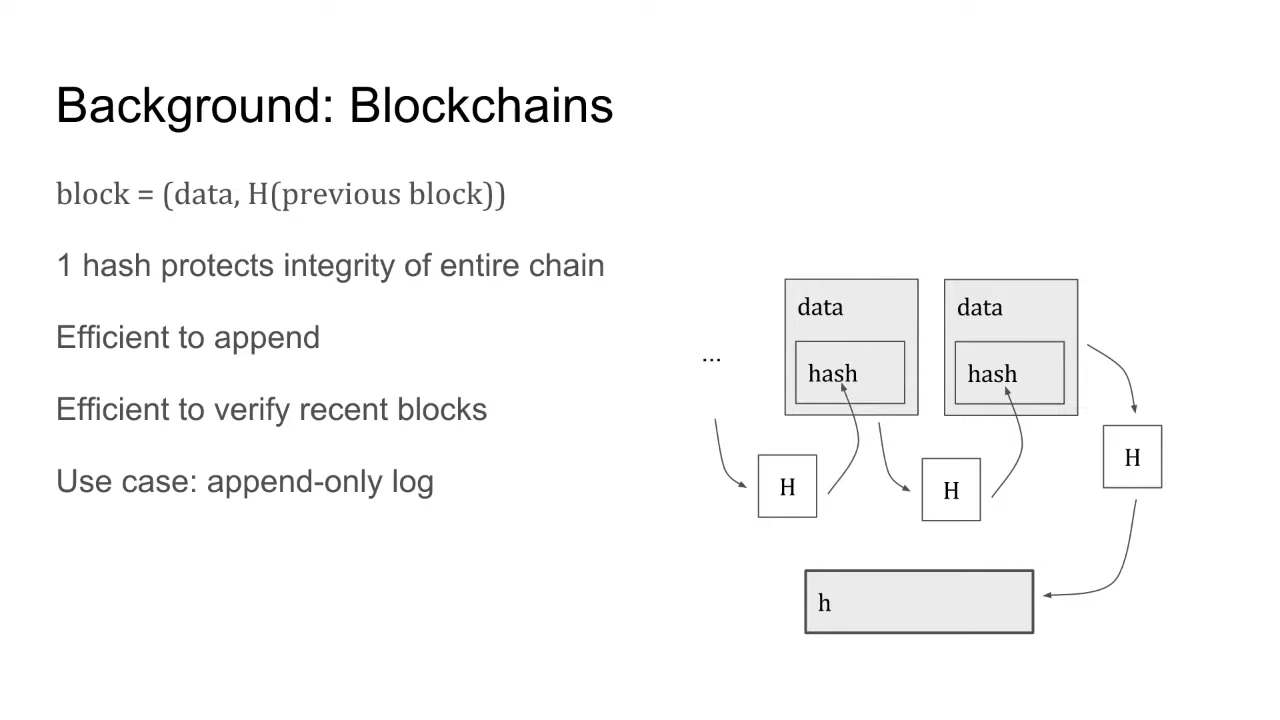 Background: Blockchains
block = (data, H(previous block))
1 hash protects integrity of entire chain
Efficient to append
Efficient to verify recent blocks
Use case: append-only log
data
data
...
hash
hash
H
H
H
h